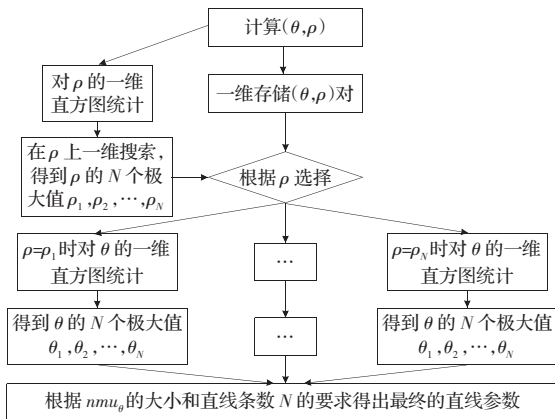 计算(θ,ρ)
对ρ的一维
直方图统计
一维存储(θ,ρ)对
在ρ上一维搜索,
得到ρ的N个极
大值ρ₁,ρ₂,…,ρN
根据ρ选择
ρ=ρ₁时对θ的一维
直方图统计
…
ρ=ρN时对θ的一维
直方图统计
得到θ的N个极大值
θ₁,θ₂,…,θN
…
得到θ的N个极大值
θ₁,θ₂,…,θN
根据nmuθ的大小和直线条数N的要求得出最终的直线参数